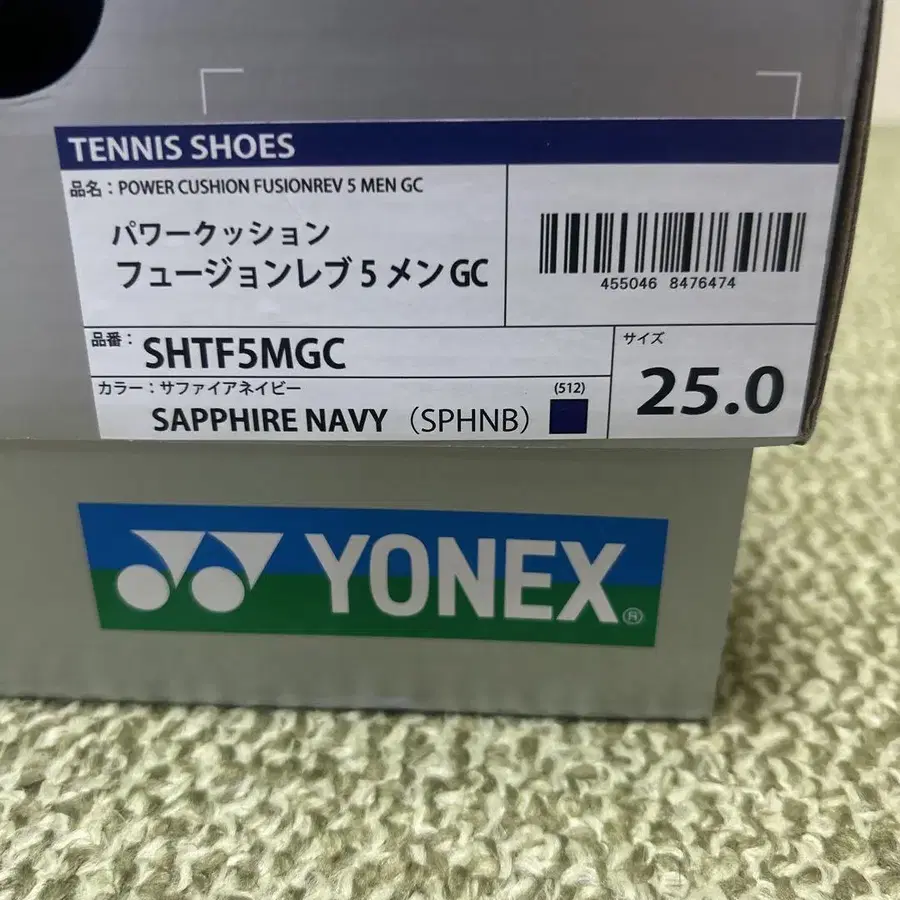 TENNIS SHOES
品名：POWER CUSHION FUSIONREV 5 MEN GC
パワークッション
フュージョンレブ 5 メン GC
455046 8476474
品番： SHTF5MGC
サイズ
25.0
カラー：サファイアネイビー
SAPPHIRE NAVY （SPHNB）
(512)
YONEX®